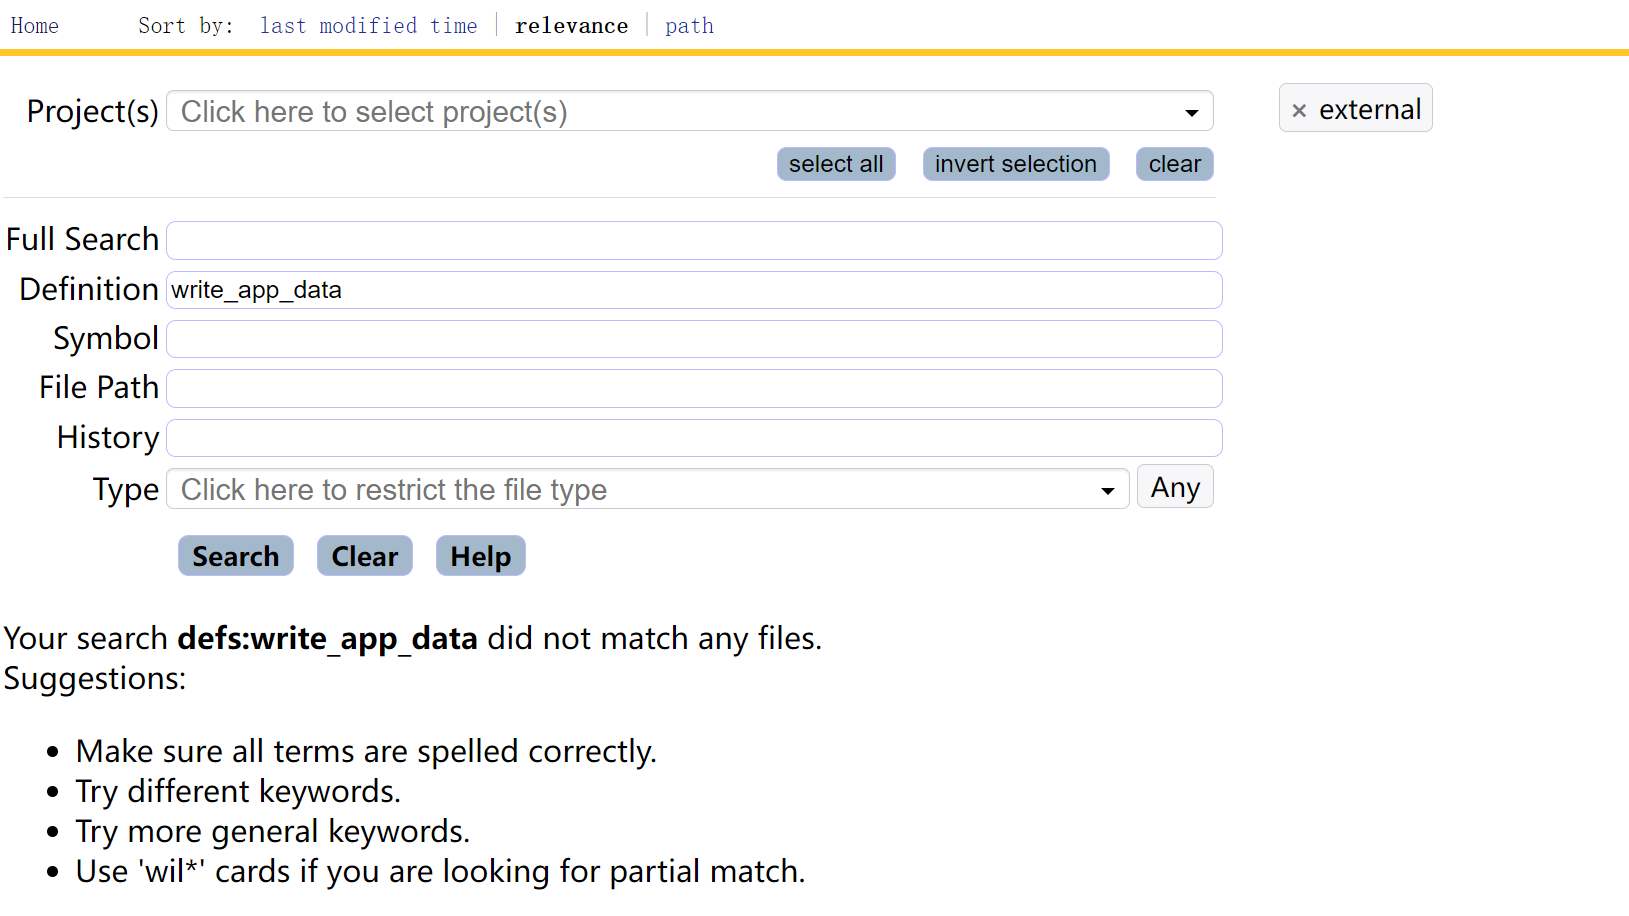 Home Sort by: last modified time relevance path
Project(s) Click here to select project(s) × external
select all invert selection clear
Full Search
Definition write_app_data
Symbol
File Path
History
Type Click here to restrict the file type Any
Search Clear Help
Your search defs:write_app_data did not match any files.
Suggestions:
• Make sure all terms are spelled correctly.
• Try different keywords.
• Try more general keywords.
• Use 'wil*' cards if you are looking for partial match.